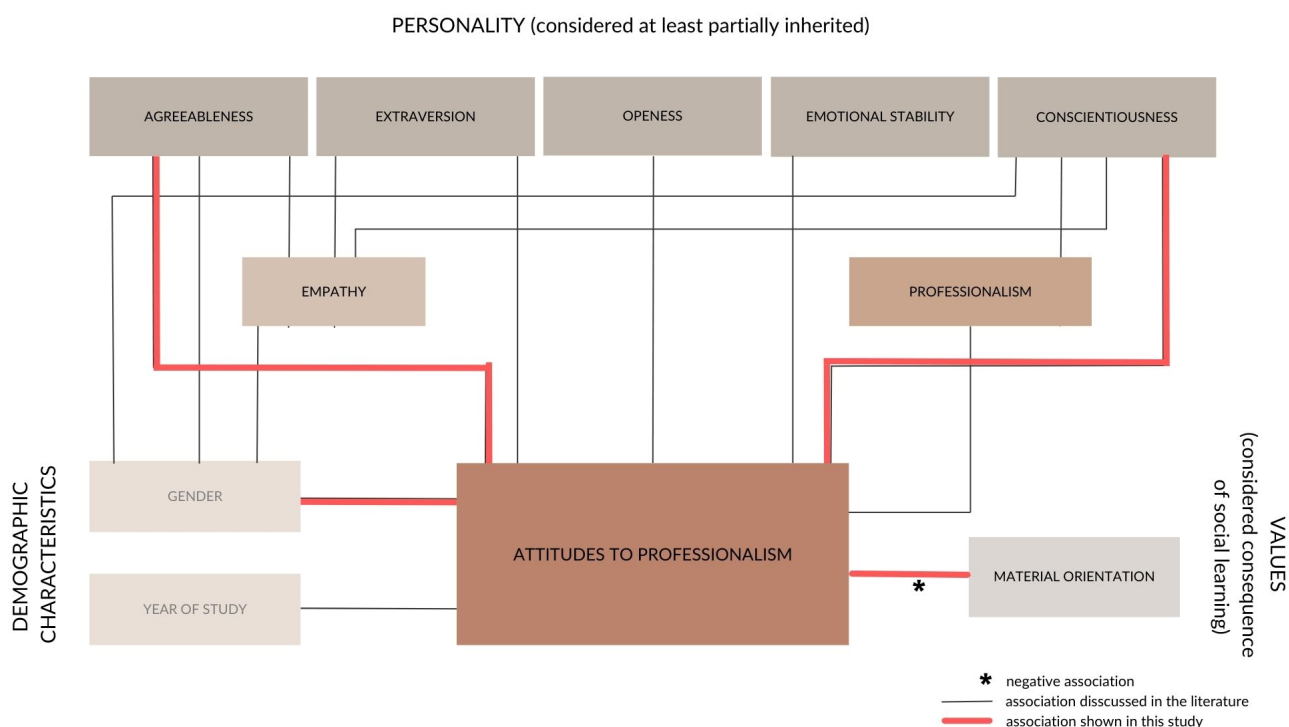 PERSONALITY (considered at least partially inherited)
AGREEABLENESS
EXTRAVERSION
OPENESS
EMOTIONAL STABILITY
CONSCIENTIOUSNESS
EMPATHY
PROFESSIONALISM
DEMOGRAPHIC
CHARACTERISTICS
GENDER
YEAR OF STUDY
ATTITUDES TO PROFESSIONALISM
*
MATERIAL ORIENTATION
VALUES
(considered consequence
of social learning)
* negative association
association disscussed in the literature
association shown in this study